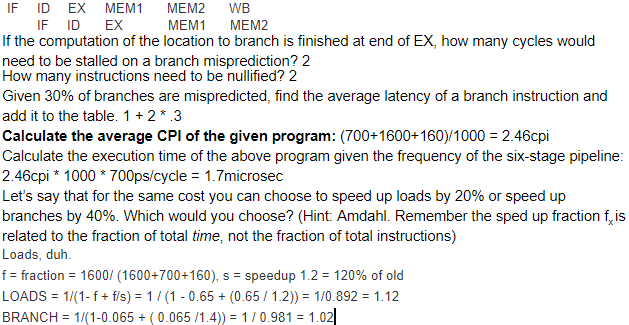 IF ID EX MEM1 MEM2 WB
IF ID EX MEM1 MEM2
If the computation of the location to branch is finished at end of EX, how many cycles would
need to be stalled on a branch misprediction? 2
How many instructions need to be nullified? 2
Given 30% of branches are mispredicted, find the average latency of a branch instruction and
add it to the table. 1 + 2 * .3
Calculate the average CPI of the given program: (700+1600+160)/1000 = 2.46cpi
Calculate the execution time of the above program given the frequency of the six-stage pipeline:
2.46cpi * 1000 * 700ps/cycle = 1.7microsec
Let's say that for the same cost you can choose to speed up loads by 20% or speed up
branches by 40%. Which would you choose? (Hint: Amdahl. Remember the sped up fraction fx is
related to the fraction of total time, not the fraction of total instructions)
Loads, duh.
f = fraction = 1600/ (1600+700+160), s = speedup 1.2 = 120% of old
LOADS = 1/(1- f + f/s) = 1 / (1 - 0.65 + (0.65 / 1.2)) = 1/0.892 = 1.12
BRANCH = 1/(1-0.065 + ( 0.065 /1.4)) = 1 / 0.981 = 1.02